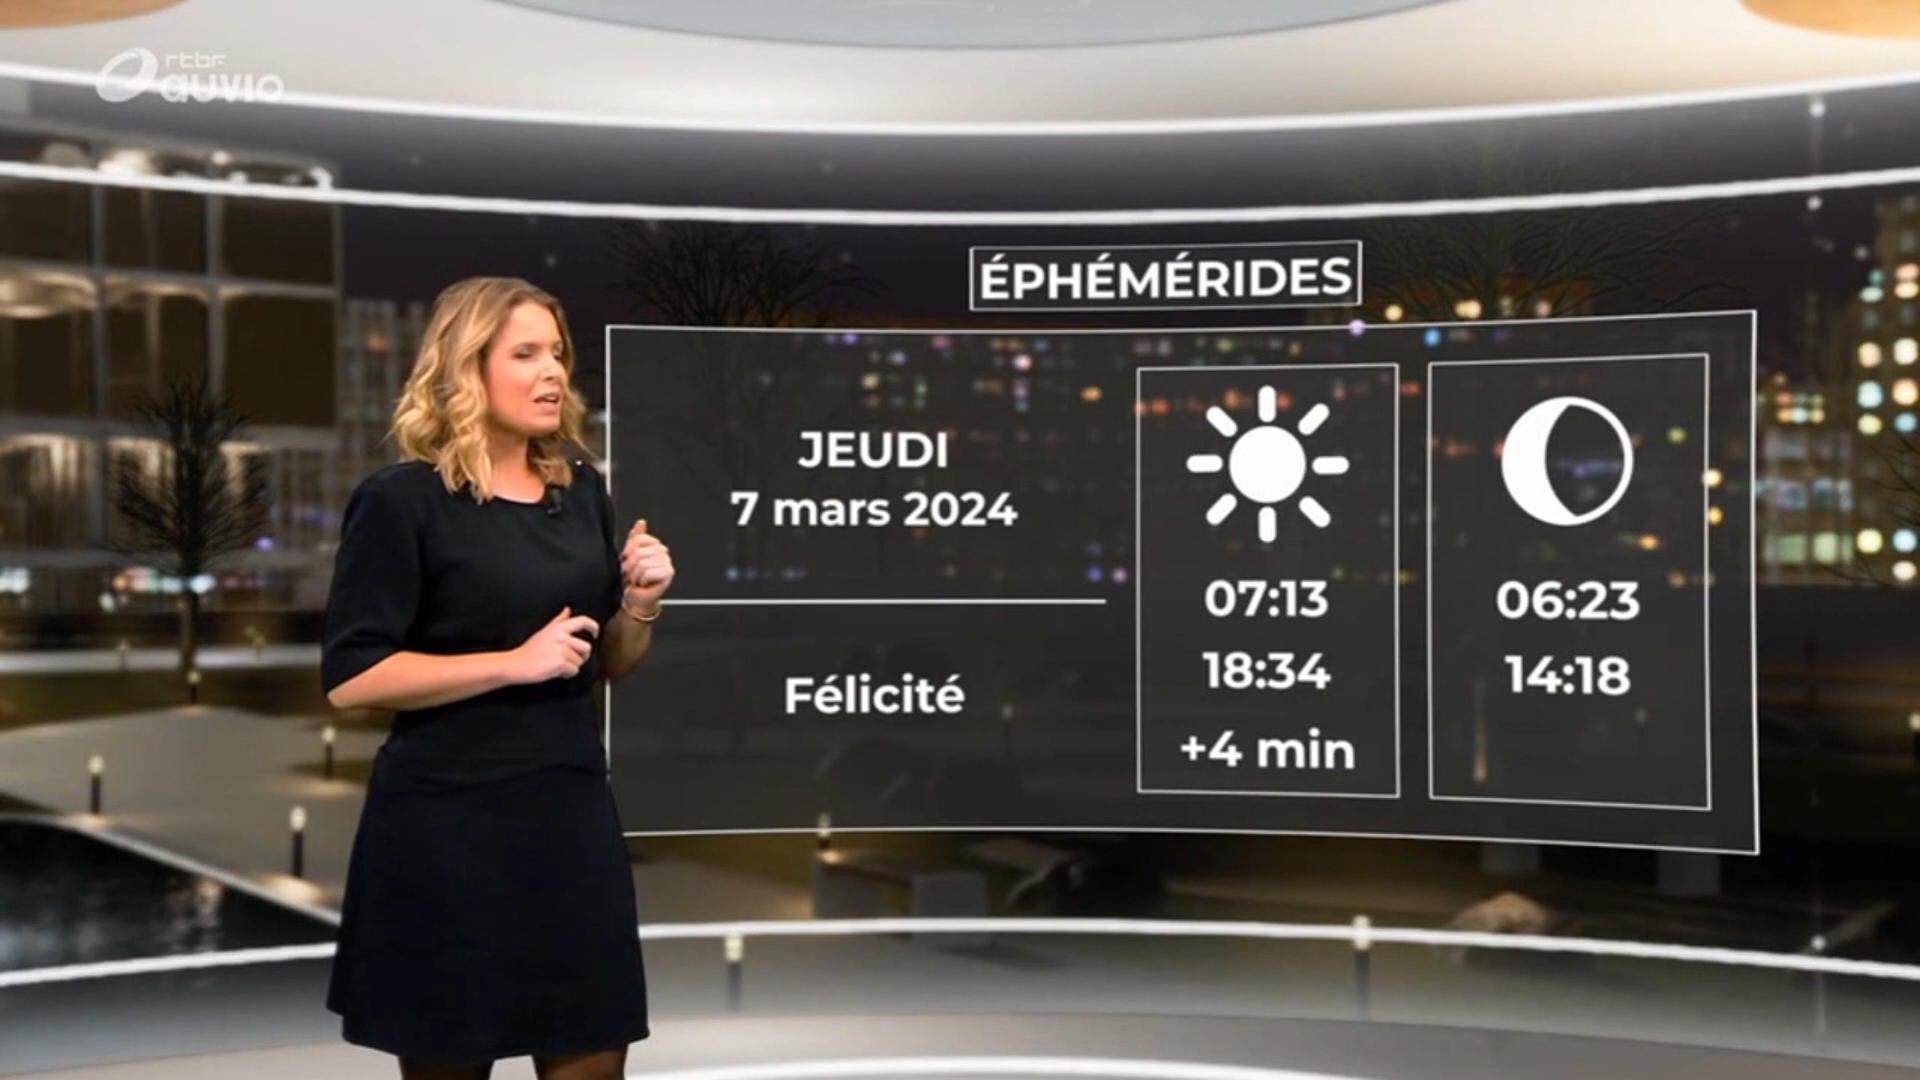 rtbf
auvio
ÉPHÉMÉRIDES
JEUDI
7 mars 2024
Félicité
07:13
18:34
+4 min
06:23
14:18